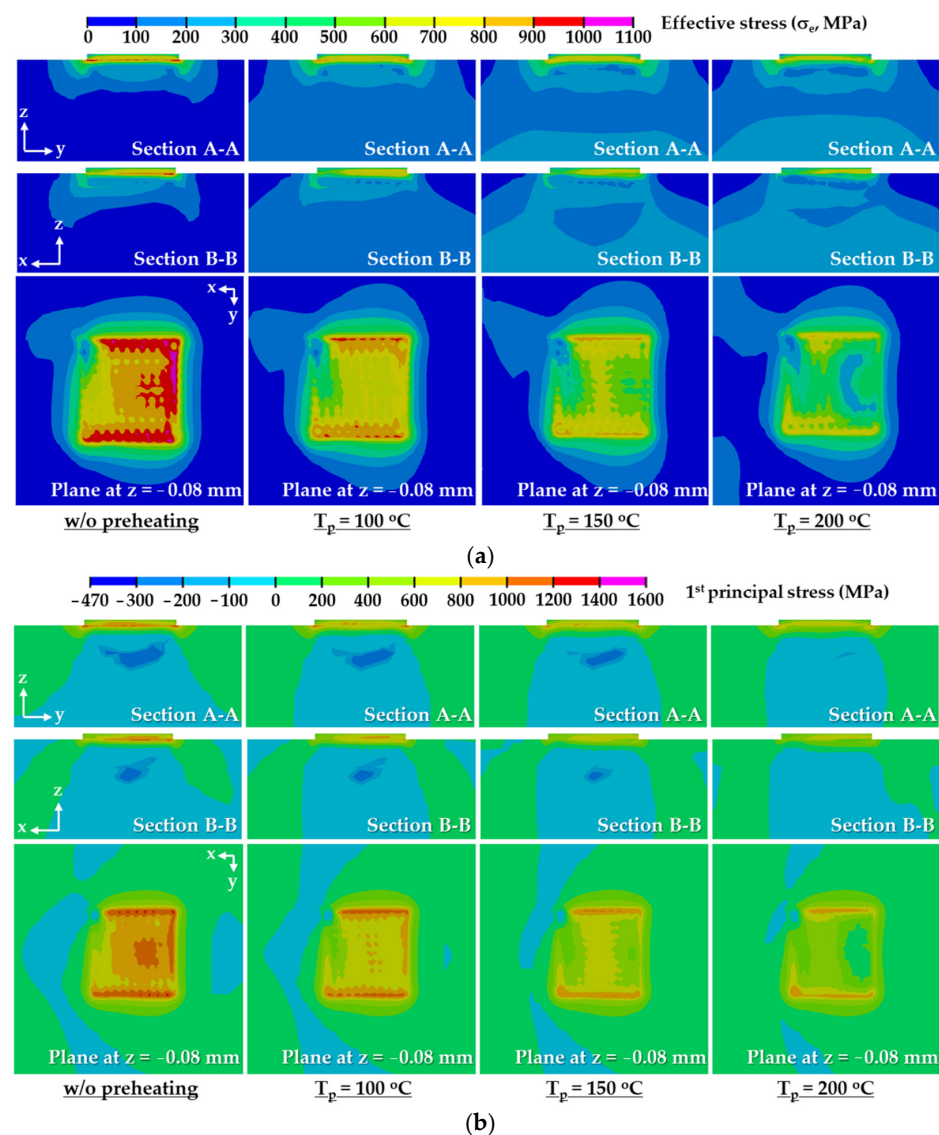 0 100 200 300 400 500 600 700 800 900 1000 1100 Effective stress (σe, MPa)
z
y
Section A-A Section A-A Section A-A Section A-A
z
x
Section B-B Section B-B Section B-B Section B-B
x
y
Plane at z = −0.08 mm Plane at z = −0.08 mm Plane at z = −0.08 mm Plane at z = −0.08 mm
w/o preheating Tp = 100 °C Tp = 150 °C Tp = 200 °C
(a)
−470 −300 −200 −100 0 200 400 600 800 1000 1200 1400 1600 1st principal stress (MPa)
z
y
Section A-A Section A-A Section A-A Section A-A
z
x
Section B-B Section B-B Section B-B Section B-B
x
y
Plane at z = −0.08 mm Plane at z = −0.08 mm Plane at z = −0.08 mm Plane at z = −0.08 mm
w/o preheating Tp = 100 °C Tp = 150 °C Tp = 200 °C
(b)